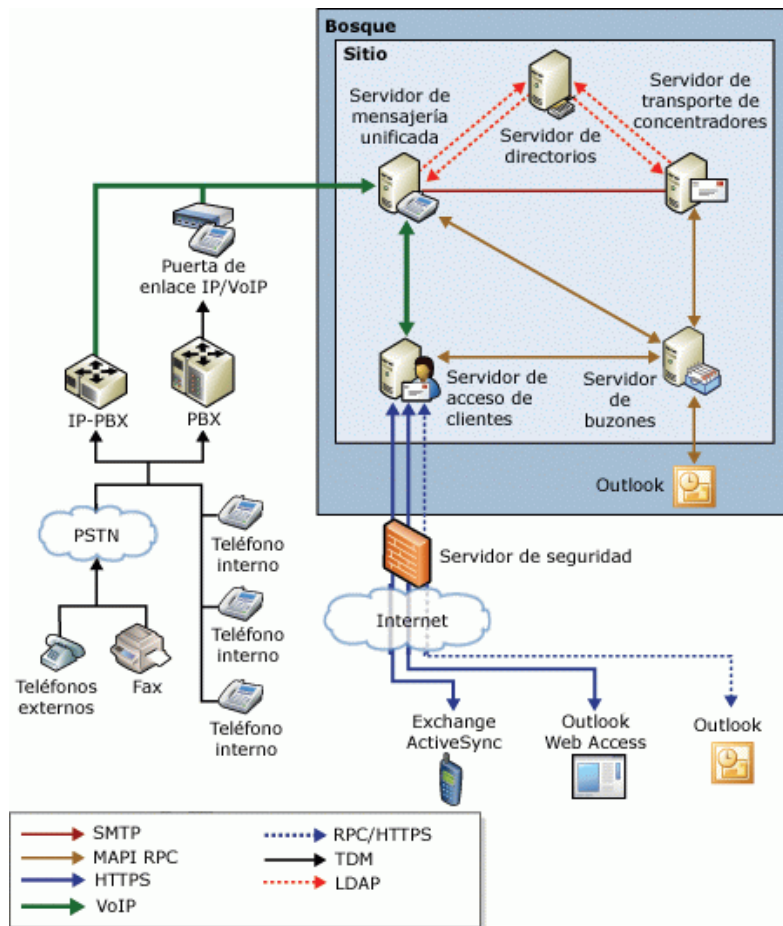 Bosque
Sitio
Servidor de
mensajería
unificada
Servidor de
directorios
Servidor de
transporte de
concentradores
Puerta de
enlace IP/VoIP
IP-PBX
PBX
Servidor de
acceso de
clientes
Servidor
de
buzones
Outlook
PSTN
Teléfono
interno
Teléfono
interno
Teléfono
interno
Teléfonos
externos
Fax
Servidor de seguridad
Internet
Exchange
ActiveSync
Outlook
Web Access
Outlook
SMTP
MAPI RPC
HTTPS
VoIP
RPC/HTTPS
TDM
LDAP